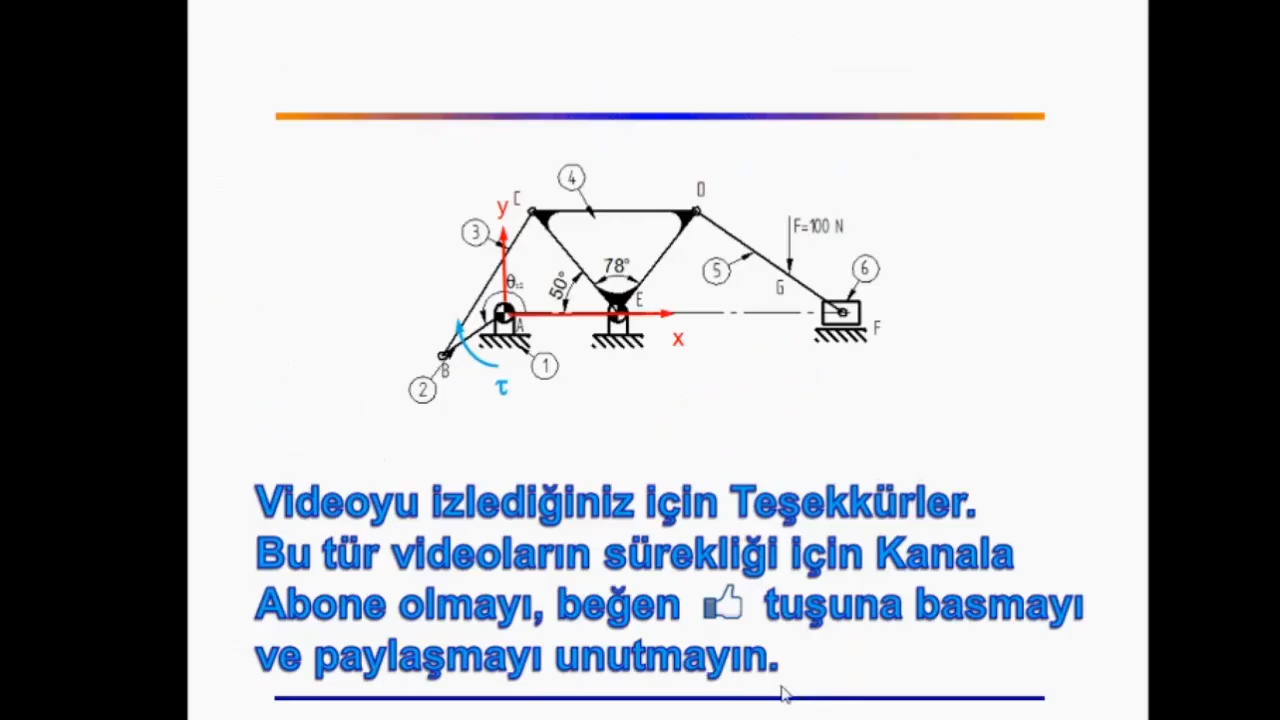 4
D
C
y
3
F=100 N
78°
5
6
50°
θ
G
E
A
F
x
1
B
2
τ
Videoyu izlediğiniz için Teşekkürler.
Bu tür videoların sürekliği için Kanala
Abone olmayı, beğen tuşuna basmayı
ve paylaşmayı unutmayın.